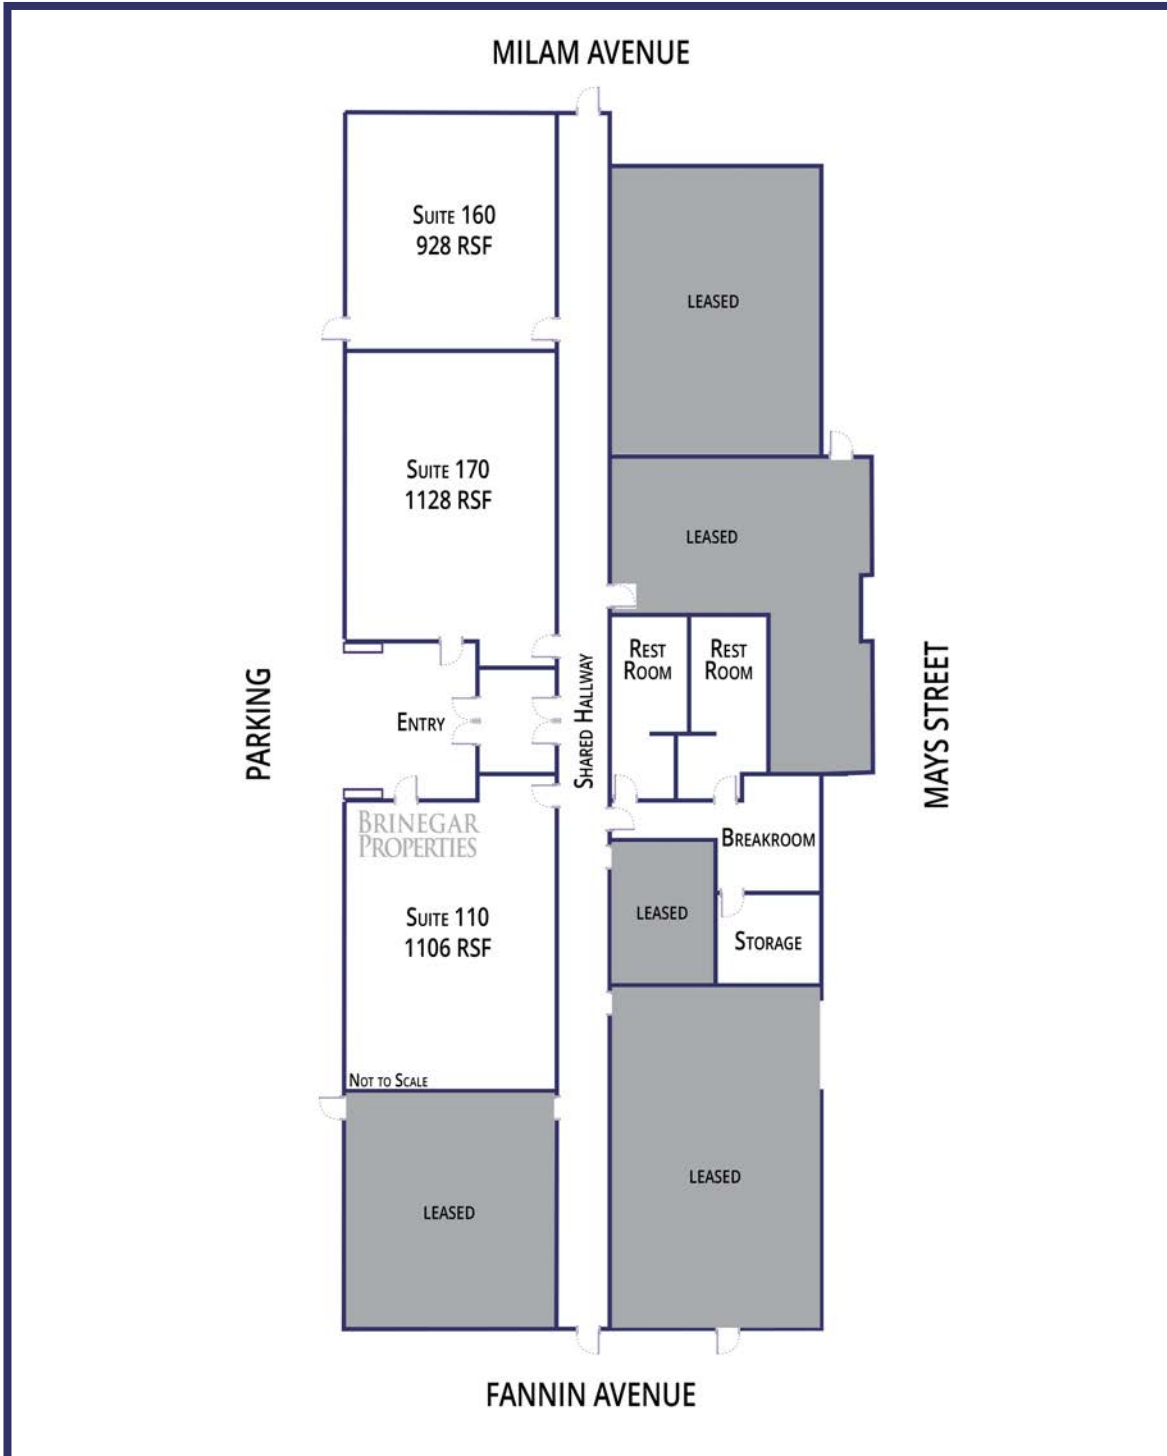 MILAM AVENUE
SUITE 160
928 RSF
LEASED
SUITE 170
1128 RSF
LEASED
REST
ROOM
REST
ROOM
SHARED HALLWAY
PARKING
ENTRY
MAYS STREET
BRINEGAR
PROPERTIES
BREAKROOM
SUITE 110
1106 RSF
LEASED
STORAGE
NOT TO SCALE
LEASED
LEASED
FANNIN AVENUE